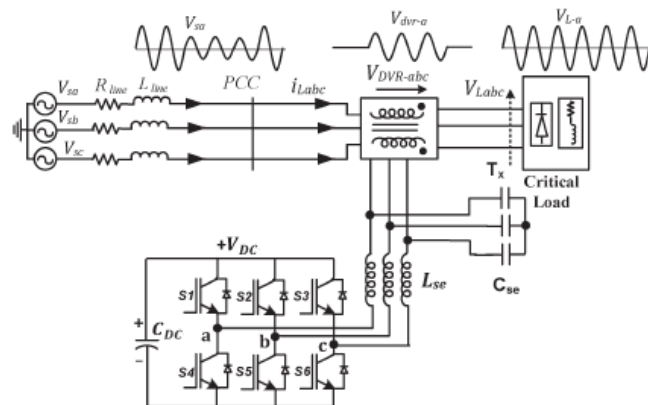 V_sa
V_dvr-a
V_L-a
V_sa R_line L_line PCC i_Labc V_DVR-abc V_Labc
V_sb
V_sc
T_x
Critical
Load
+V_DC
L_se
C_se
S1 S2 S3
+ C_DC a b c
−
S4 S5 S6